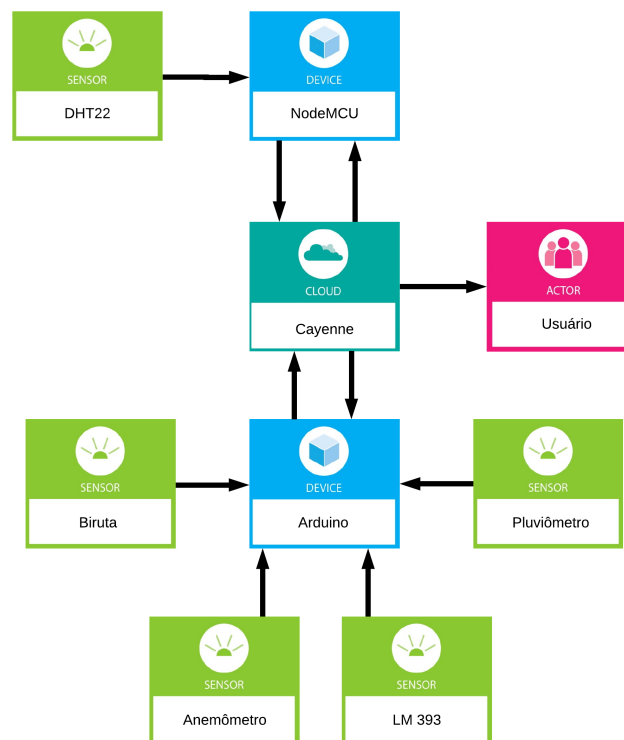 SENSOR
DHT22
DEVICE
NodeMCU
CLOUD
Cayenne
ACTOR
Usuário
SENSOR
Biruta
DEVICE
Arduino
SENSOR
Pluviômetro
SENSOR
Anemômetro
SENSOR
LM 393